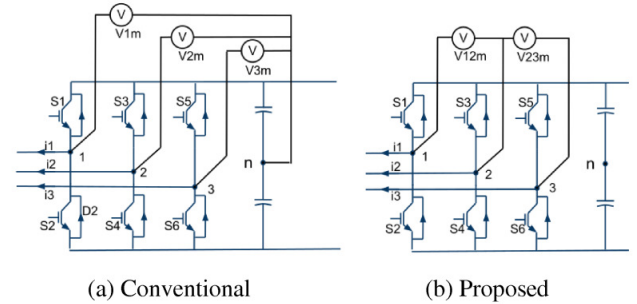 V
V1m
V
V2m
V
V3m
S1
S3
S5
i1
1
i2
2
n
i3
3
D2
S2
S4
S6
(a) Conventional
V
V
V12m
V23m
S1
S3
S5
i1
1
i2
2
n
i3
3
S2
S4
S6
(b) Proposed